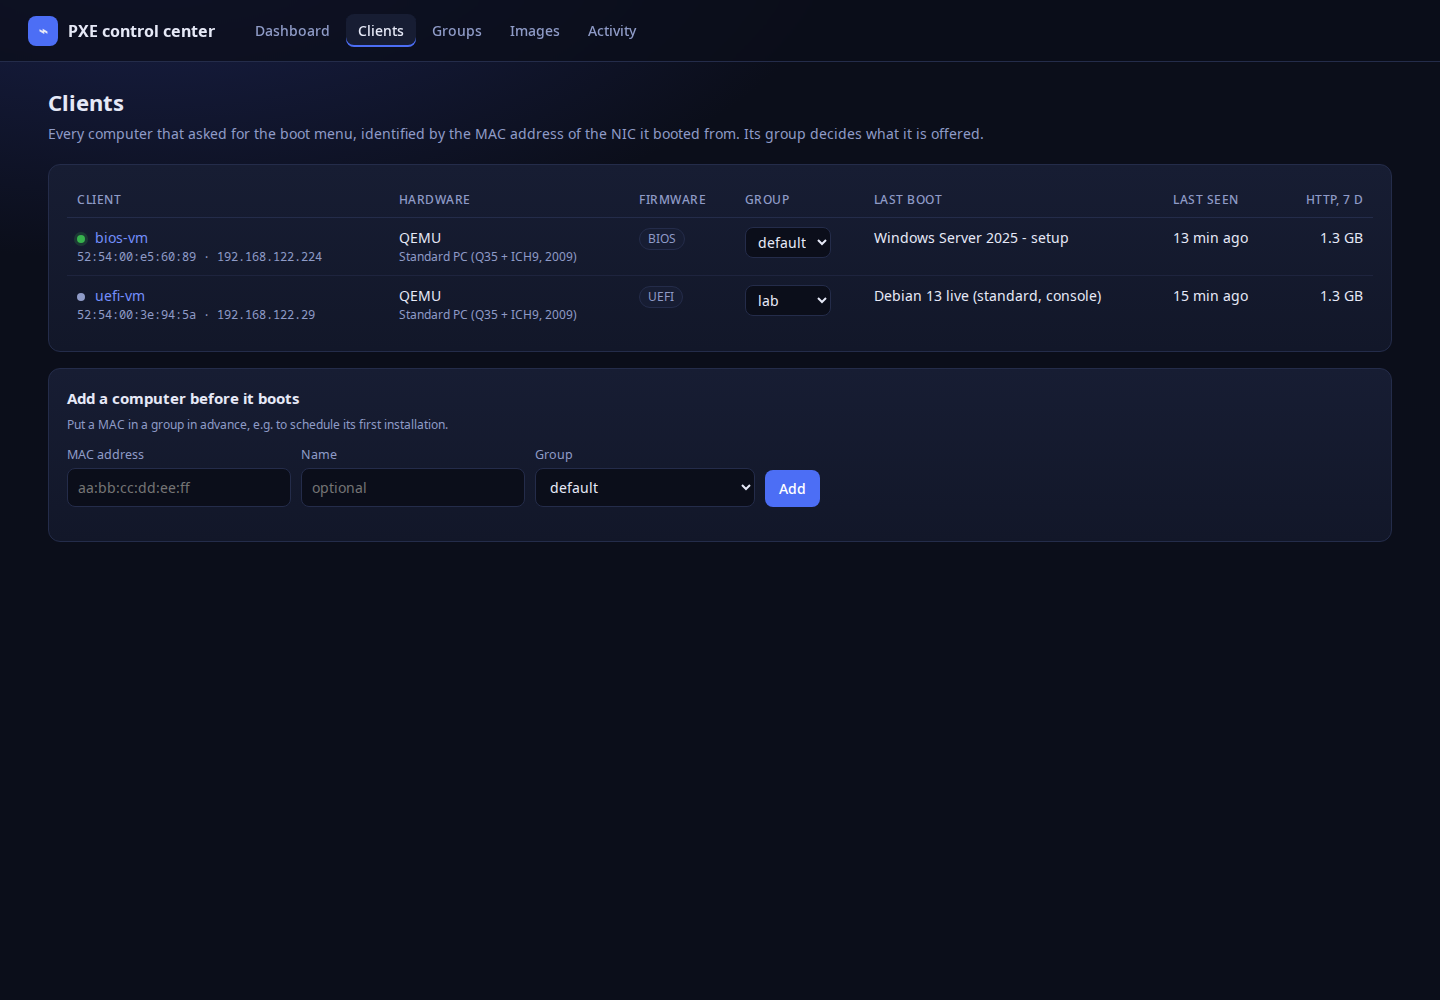 PXE control center Dashboard Clients Groups Images Activity
Clients
Every computer that asked for the boot menu, identified by the MAC address of the NIC it booted from. Its group decides what it is offered.
CLIENT HARDWARE FIRMWARE GROUP LAST BOOT LAST SEEN HTTP, 7 D
bios-vm QEMU BIOS default Windows Server 2025 - setup 13 min ago 1.3 GB
52:54:00:e5:60:89 · 192.168.122.224 Standard PC (Q35 + ICH9, 2009)
uefi-vm QEMU UEFI lab Debian 13 live (standard, console) 15 min ago 1.3 GB
52:54:00:3e:94:5a · 192.168.122.29 Standard PC (Q35 + ICH9, 2009)
Add a computer before it boots
Put a MAC in a group in advance, e.g. to schedule its first installation.
MAC address Name Group
aa:bb:cc:dd:ee:ff optional default Add